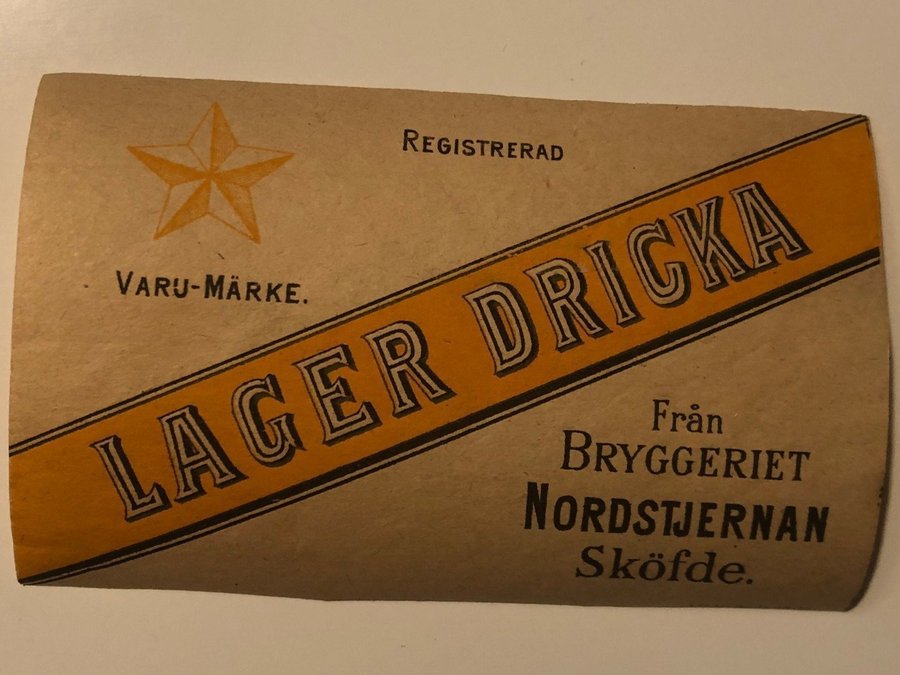 REGISTRERAD
VARU-MÄRKE.
LAGER DRICKA
Från
BRYGGERIET
NORDSTJERNAN
Sköfde.